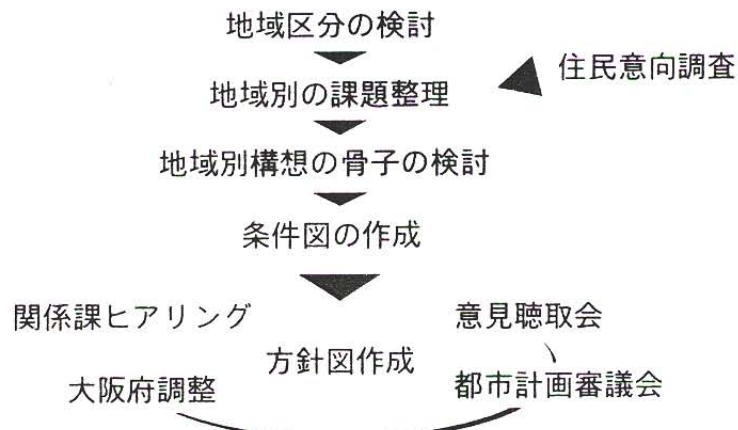 地域区分の検討
住民意向調査
地域別の課題整理
地域別構想の骨子の検討
条件図の作成
関係課ヒアリング
意見聴取会
方針図作成
大阪府調整
都市計画審議会